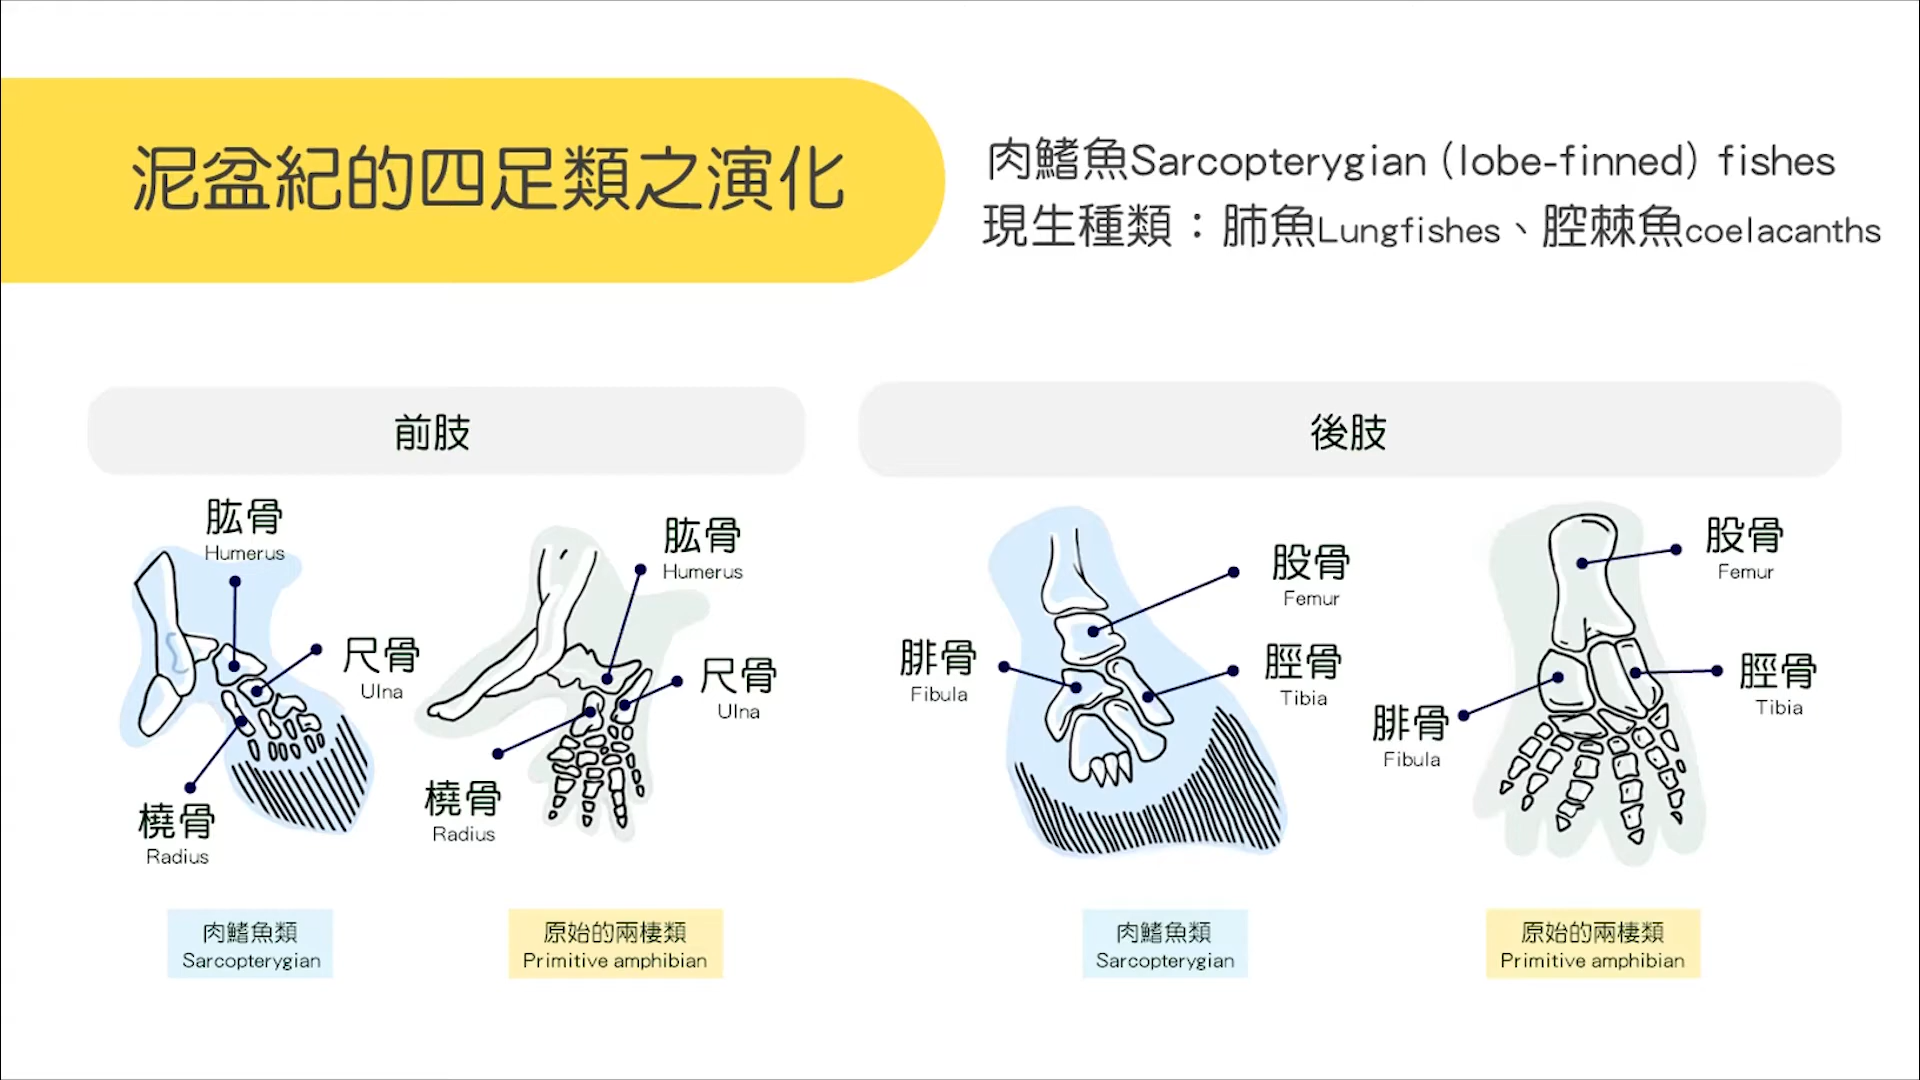 泥盆紀的四足類之演化
肉鰭魚Sarcopterygian (lobe-finned) fishes
現生種類：肺魚Lungfishes、腔棘魚coelacanths
前肢
肱骨
Humerus
尺骨
Ulna
橈骨
Radius
肉鰭魚類
Sarcopterygian
肱骨
Humerus
尺骨
Ulna
橈骨
Radius
原始的兩棲類
Primitive amphibian
後肢
股骨
Femur
腓骨
Fibula
脛骨
Tibia
肉鰭魚類
Sarcopterygian
股骨
Femur
脛骨
Tibia
腓骨
Fibula
原始的兩棲類
Primitive amphibian